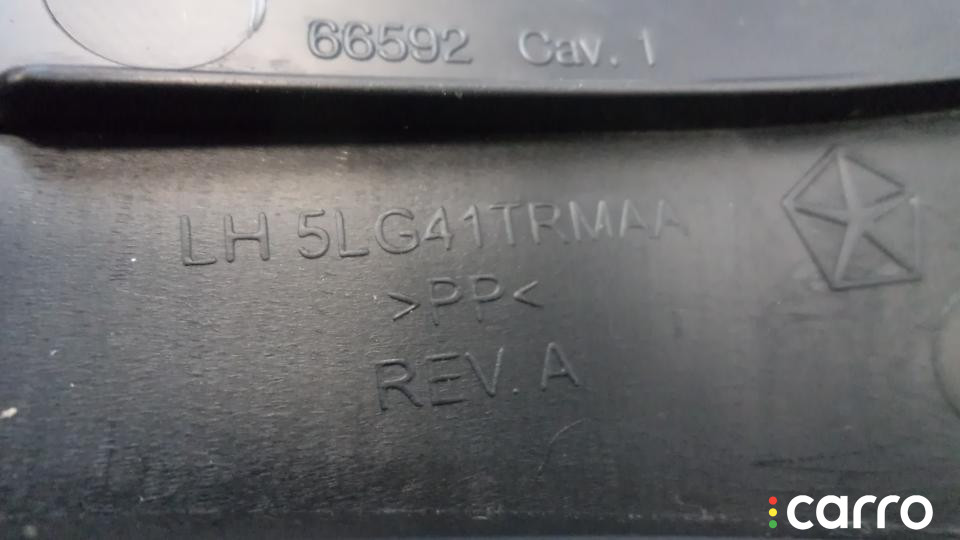 66592 Cav. 1
LH 5LG41TRMAA
>PP<
REV. A
carro